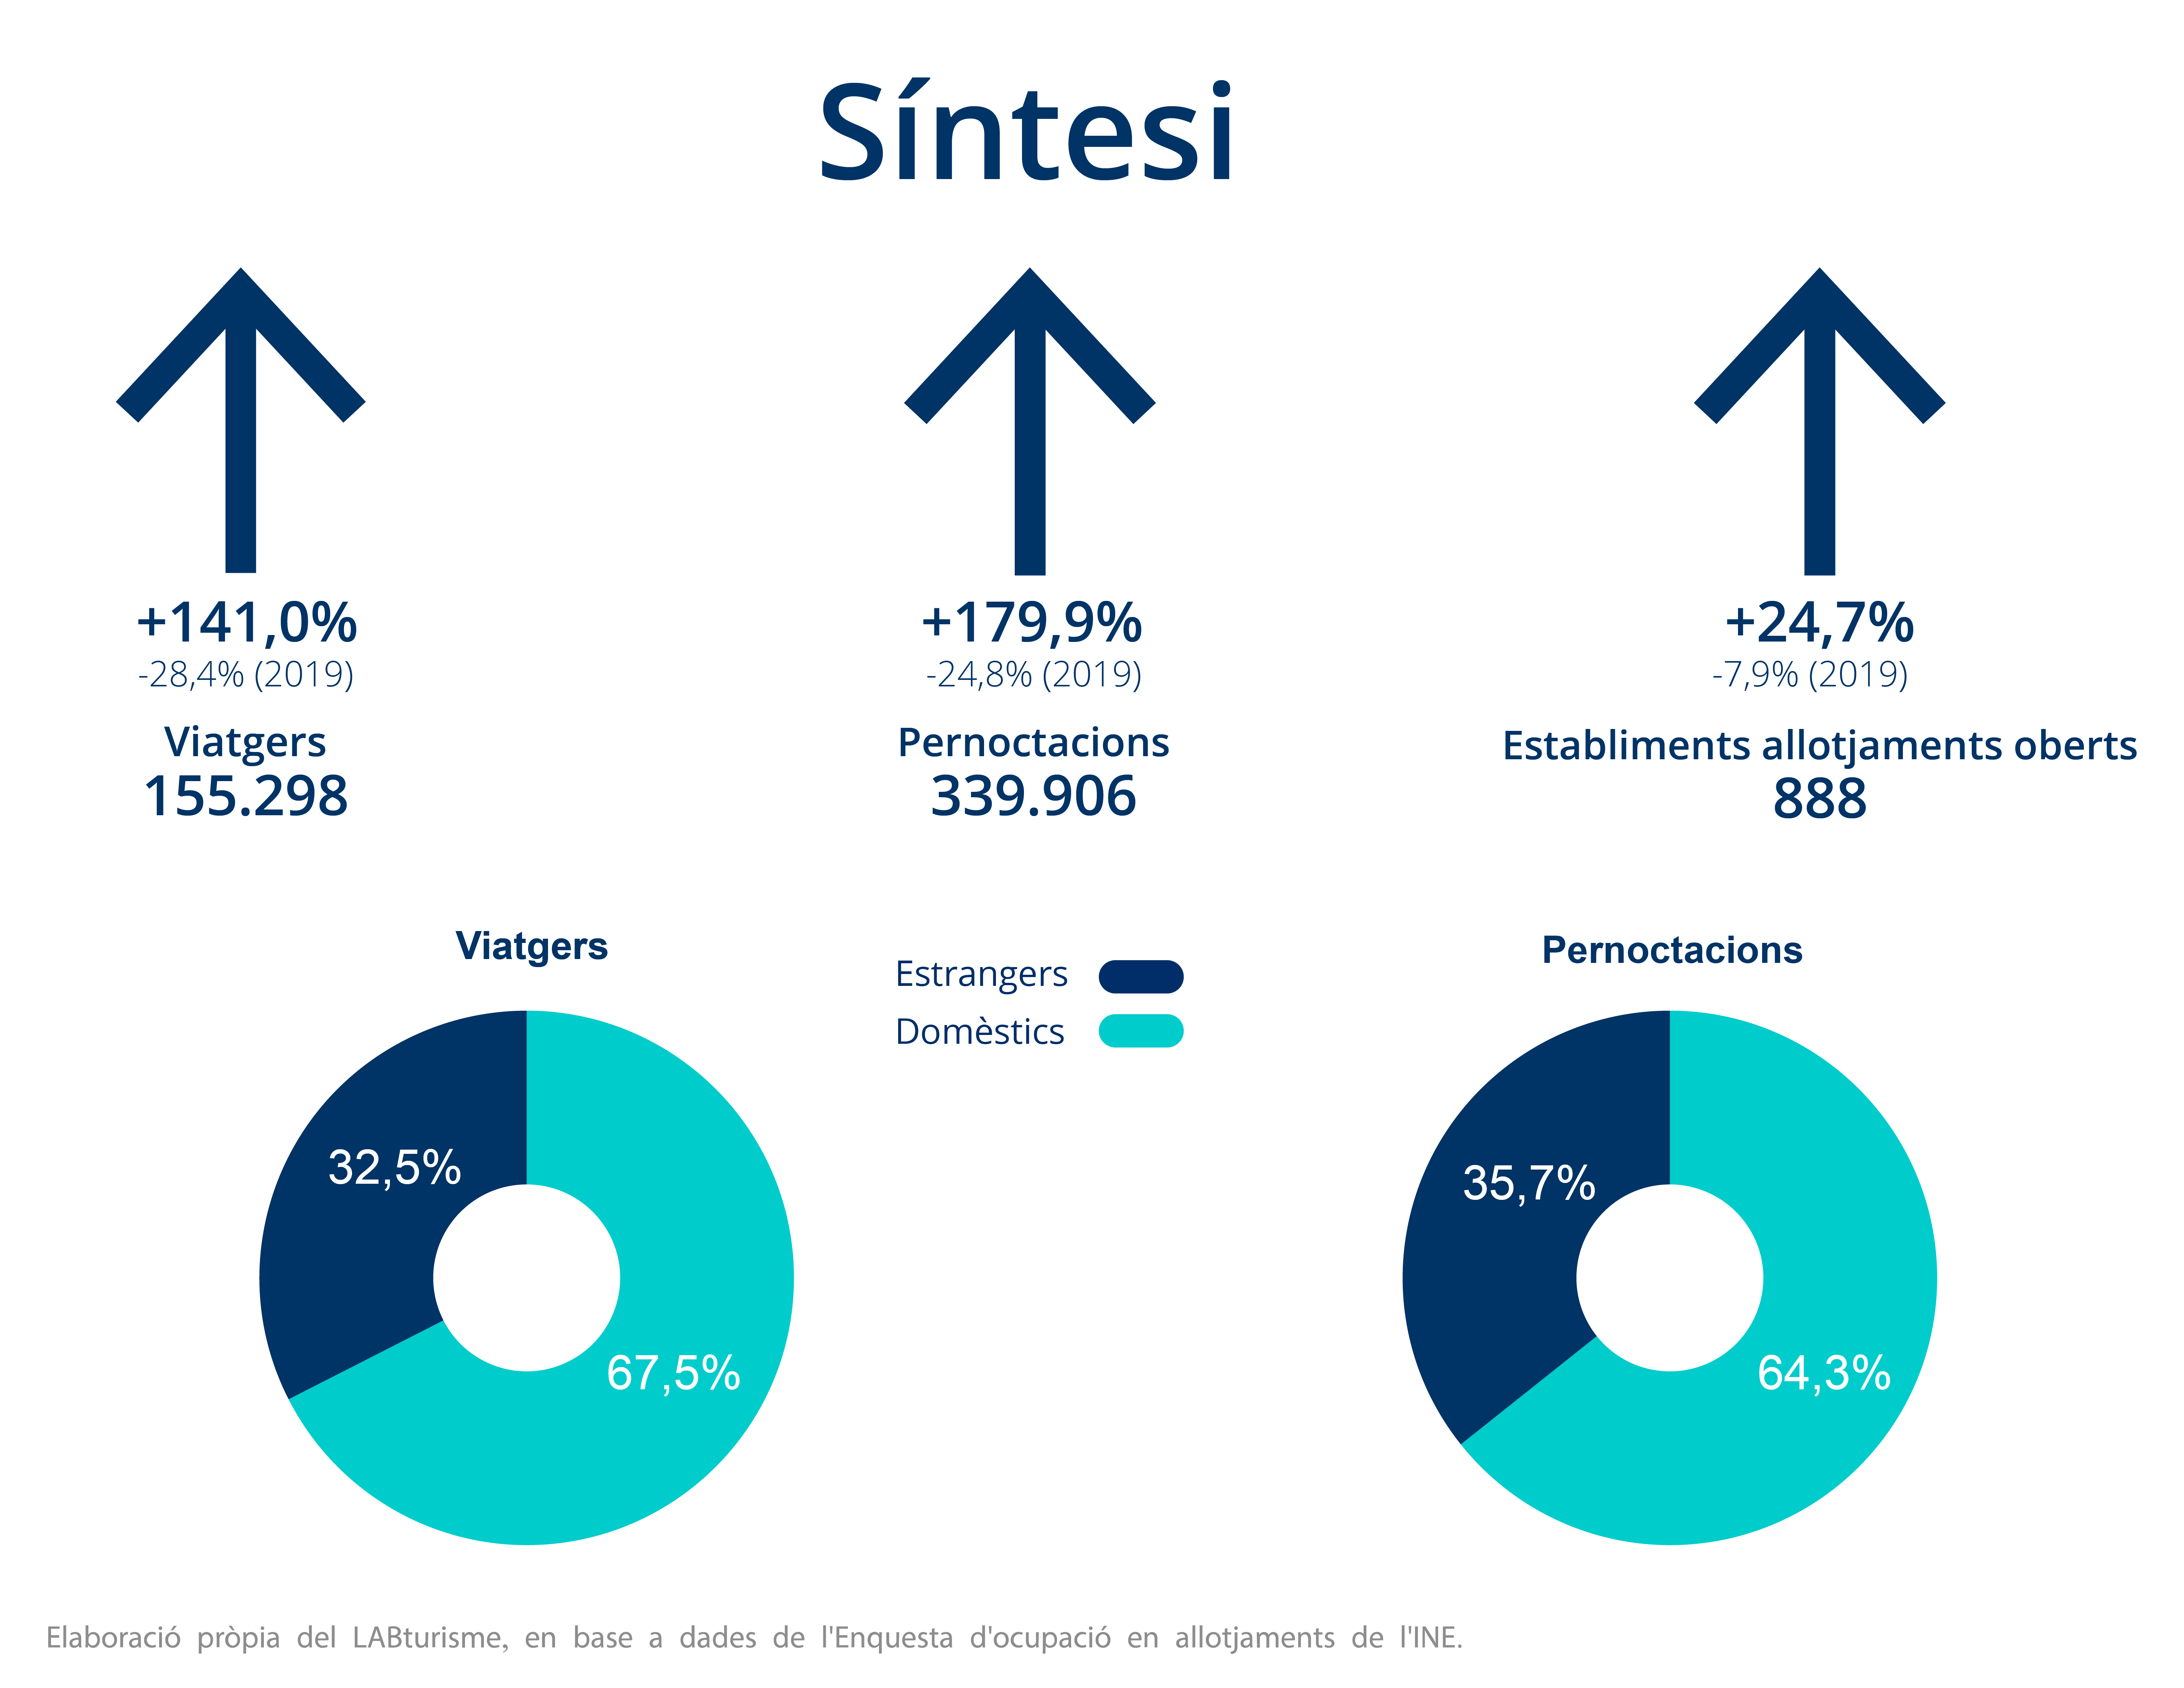 Síntesi
+141,0%
-28,4% (2019)
Viatgers
155.298
+179,9%
-24,8% (2019)
Pernoctacions
339.906
+24,7%
-7,9% (2019)
Establiments allotjaments oberts
888
Viatgers
32,5%
67,5%
Estrangers
Domèstics
Pernoctacions
35,7%
64,3%
Elaboració pròpia del LABturisme, en base a dades de l'Enquesta d'ocupació en allotjaments de l'INE.